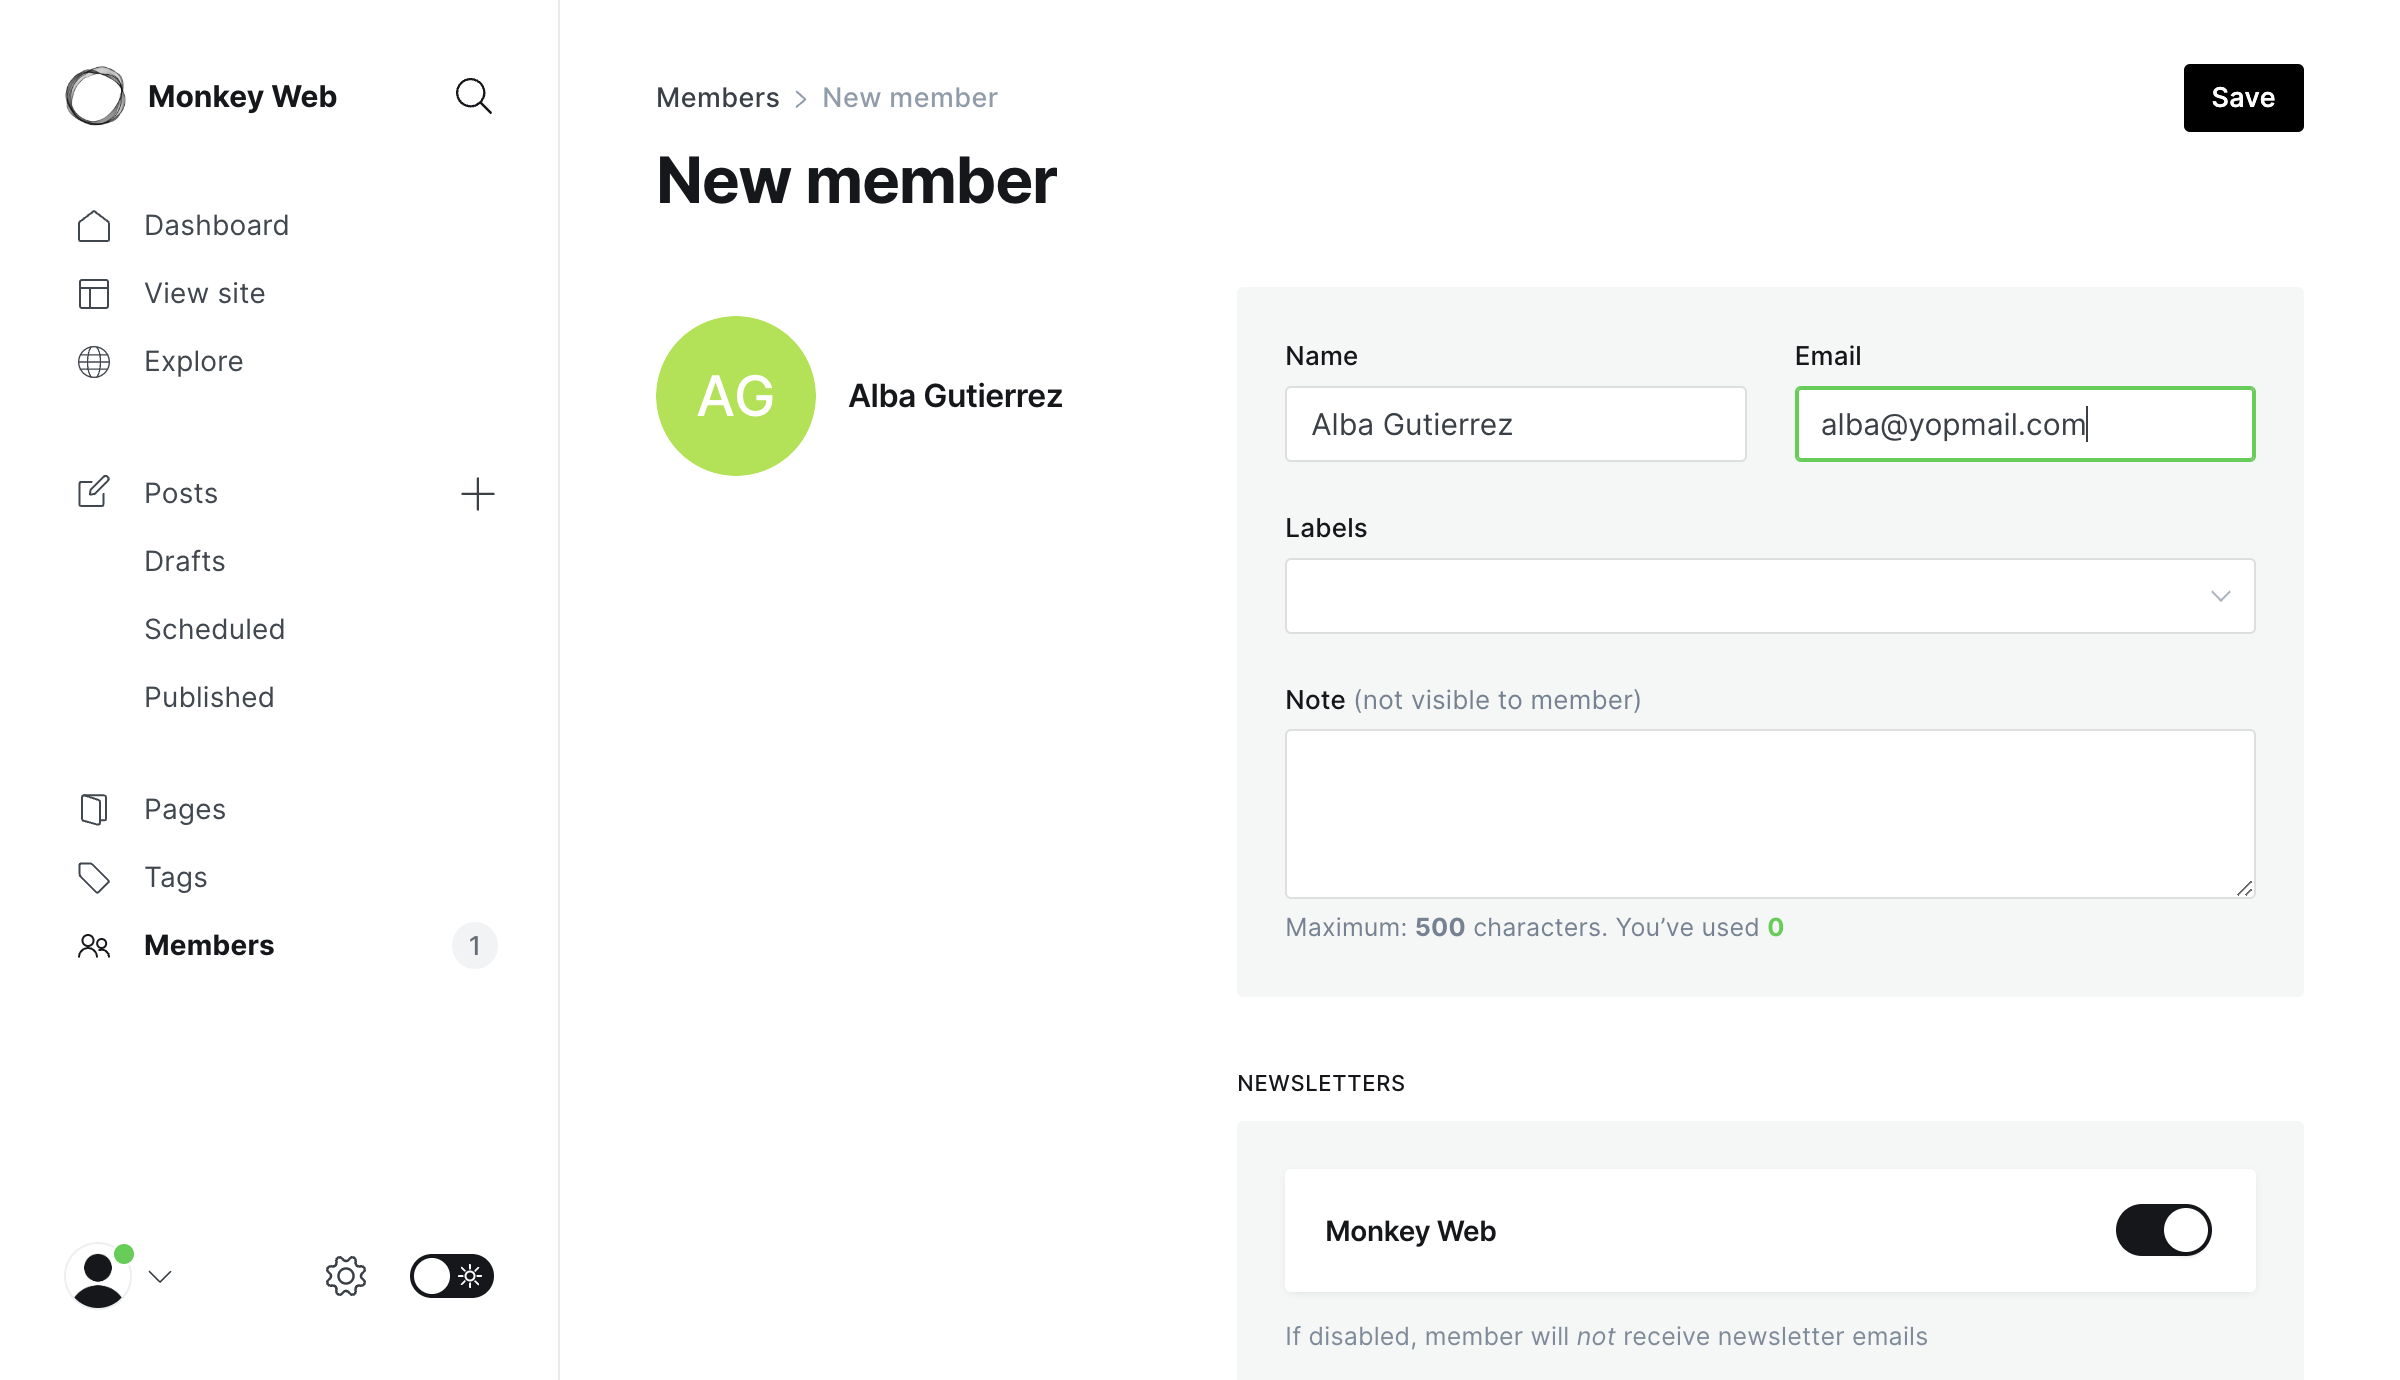 Monkey Web
Dashboard
View site
Explore
Posts
Drafts
Scheduled
Published
Pages
Tags
Members 1
Members > New member
Save
New member
AG
Alba Gutierrez
Name
Alba Gutierrez
Email
alba@yopmail.com
Labels
Note (not visible to member)
Maximum: 500 characters. You’ve used 0
NEWSLETTERS
Monkey Web
If disabled, member will not receive newsletter emails